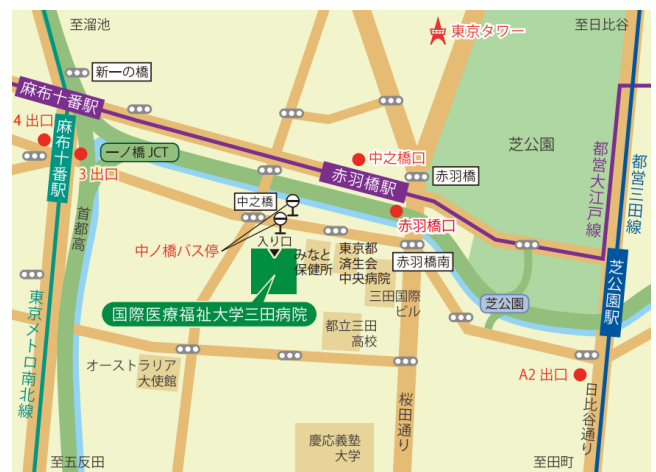 至溜池
東京タワー
至日比谷
新一の橋
麻布十番駅
4出口
麻布十番駅
一ノ橋JCT
3出口
首都高
中之橋口
赤羽橋駅
赤羽橋
芝公園
都営大江戸線
都営三田線
中之橋
赤羽橋口
中ノ橋バス停
入り口
みなと
保健所
東京都
済生会
中央病院
赤羽橋南
芝公園駅
国際医療福祉大学三田病院
三田国際
ビル
芝公園
都立三田
高校
東京メトロ南北線
オーストラリア
大使館
A2出口
桜田通り
日比谷通り
慶応義塾
大学
至五反田
至田町